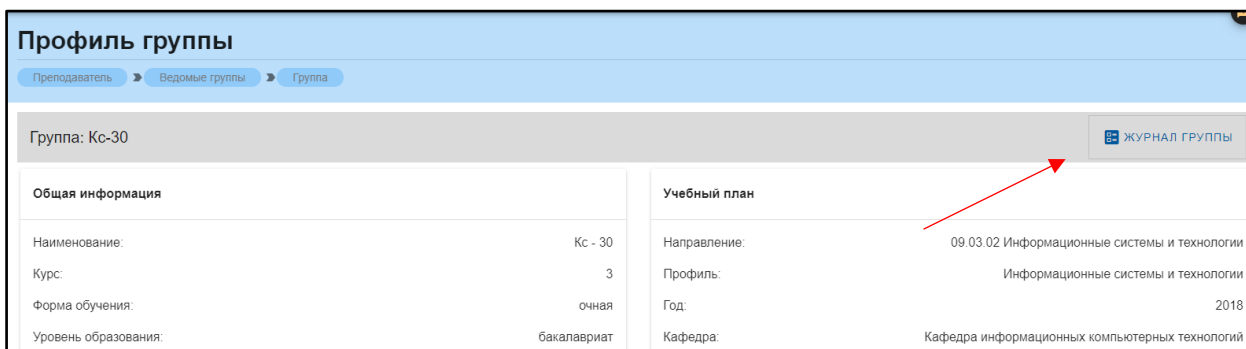 Профиль группы
Преподаватель Ведомые группы Группа
Группа: Кс-30 ЖУРНАЛ ГРУППЫ
Общая информация
Наименование: Кс - 30
Курс: 3
Форма обучения: очная
Уровень образования: бакалавриат
Учебный план
Направление: 09.03.02 Информационные системы и технологии
Профиль: Информационные системы и технологии
Год: 2018
Кафедра: Кафедра информационных компьютерных технологий